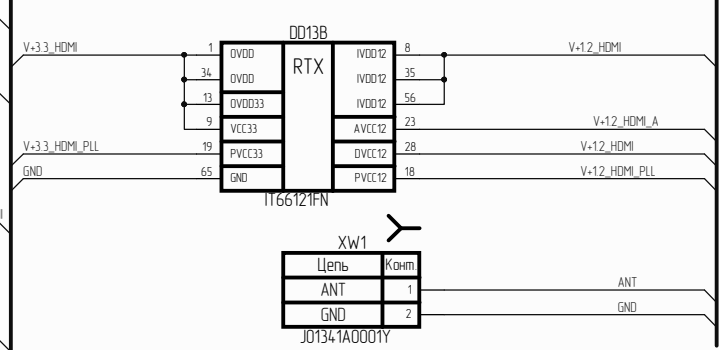 DD13B
V+3.3_HDMI 1 OVDD RTX IVDD12 8 V+1.2_HDMI
34 OVDD IVDD12 35
13 OVDD33 IVDD12 56
9 VCC33 AVCC12 23 V+1.2_HDMI_A
V+3.3_HDMI_PLL 19 PVCC33 DVCC12 28 V+1.2_HDMI
GND 65 GND PVCC12 18 V+1.2_HDMI_PLL
IT66121FN
XW1
Цепь Конт.
ANT 1 ANT
GND 2 GND
J01341A0001Y